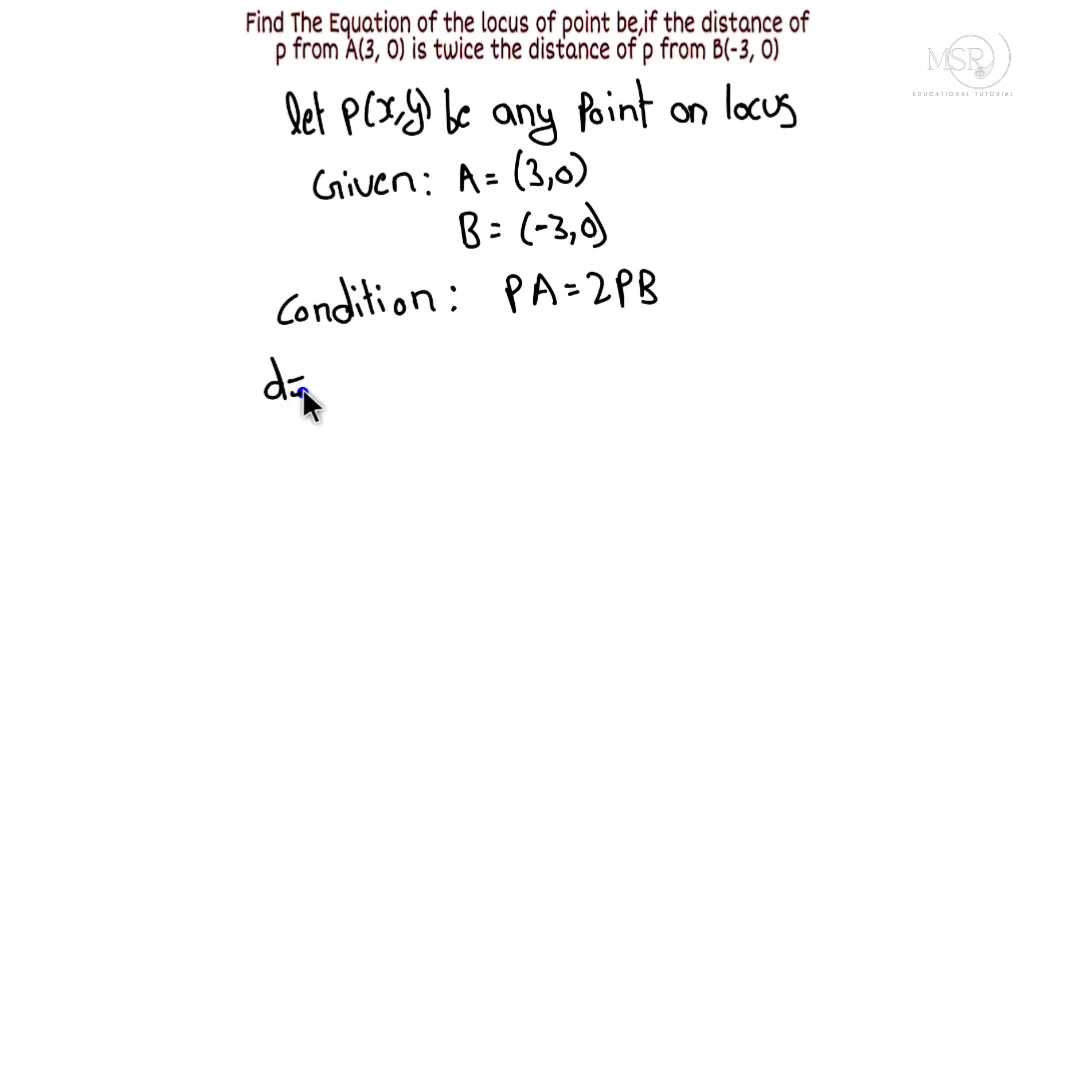 Find The Equation of the locus of point be,if the distance of
p from A(3, 0) is twice the distance of p from B(-3, 0)
MSR
EDUCATIONAL TUTORIAL
let P(x,y) be any Point on locus
Given: A = (3,0)
B = (-3,0)
Condition: PA = 2PB
d=